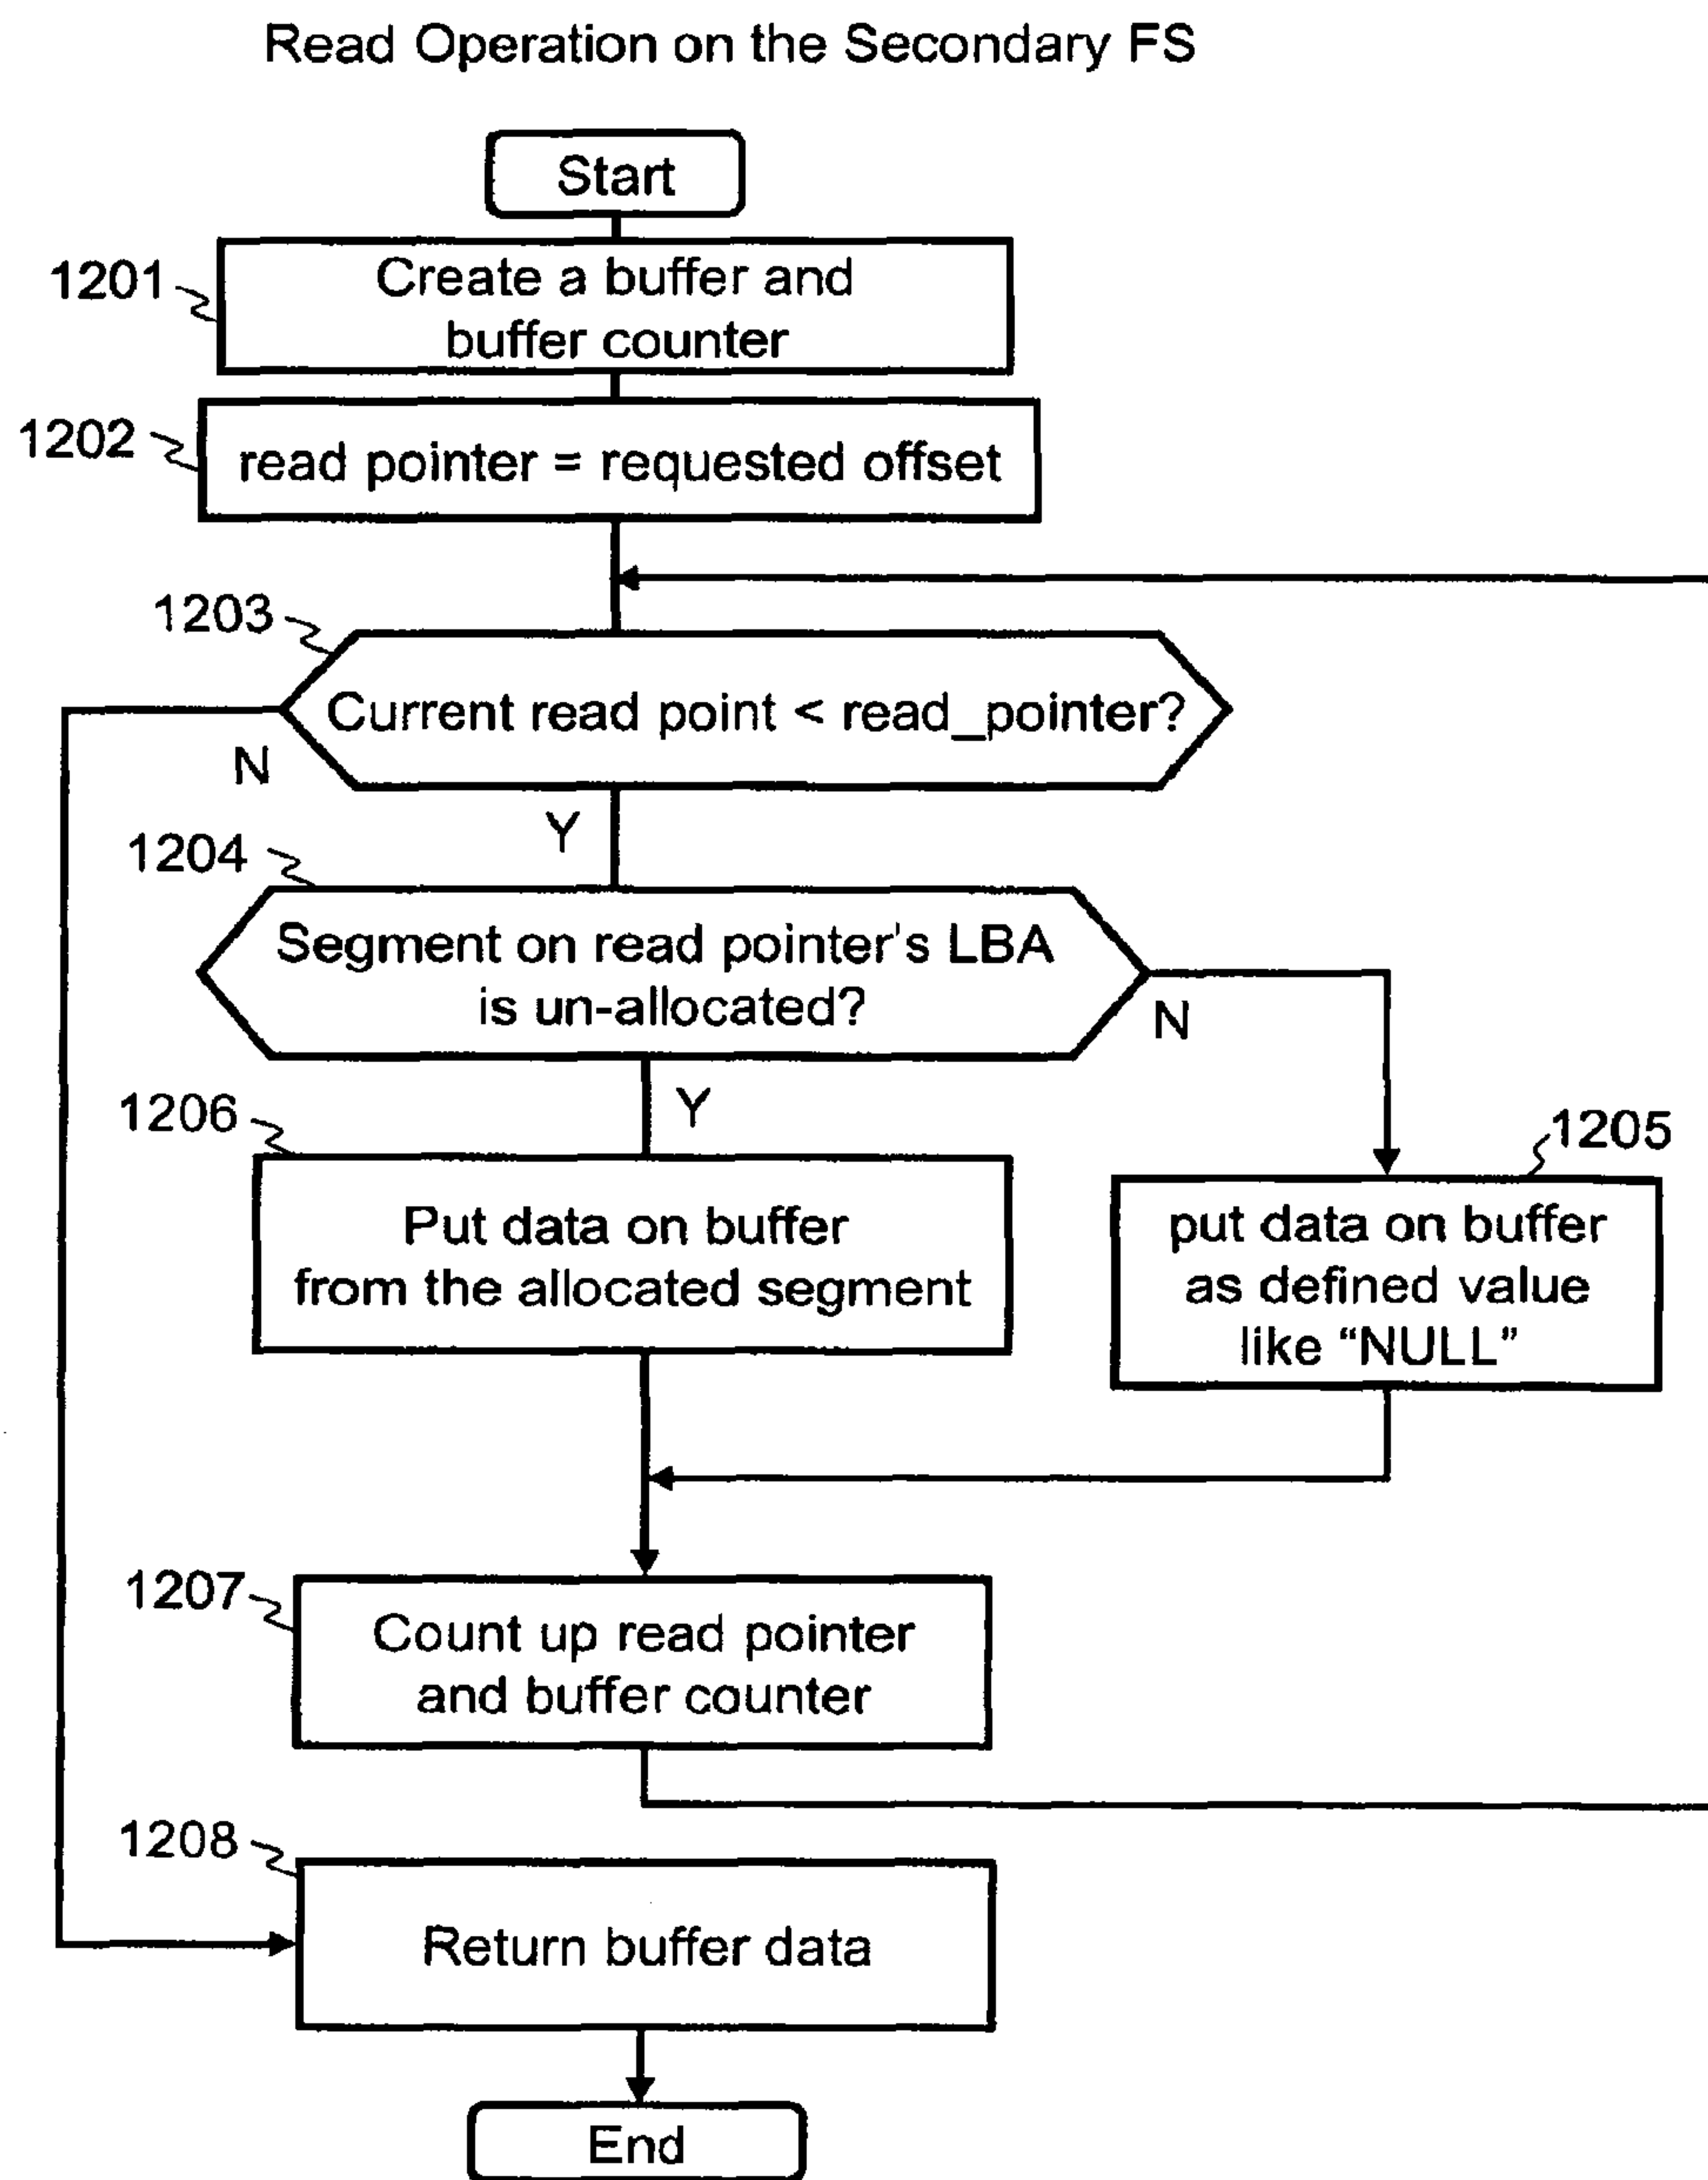 Read Operation on the Secondary FS
Start
1201
Create a buffer and
buffer counter
1202
read pointer = requested offset
1203
Current read point < read_pointer?
N
Y
1204
Segment on read pointer's LBA
is un-allocated?
N
Y
1206
Put data on buffer
from the allocated segment
1205
put data on buffer
as defined value
like “NULL”
1207
Count up read pointer
and buffer counter
1208
Return buffer data
End